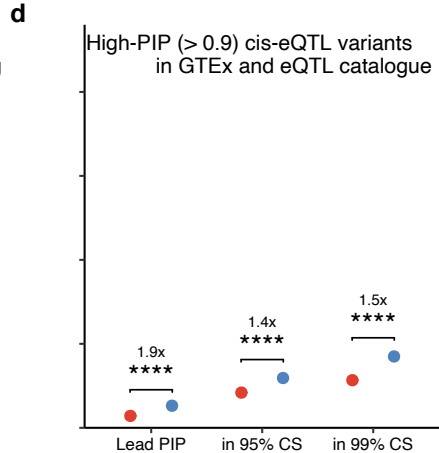 d
High-PIP (> 0.9) cis-eQTL variants
in GTEx and eQTL catalogue
1.5x
****
1.4x
****
1.9x
****
Lead PIP in 95% CS in 99% CS